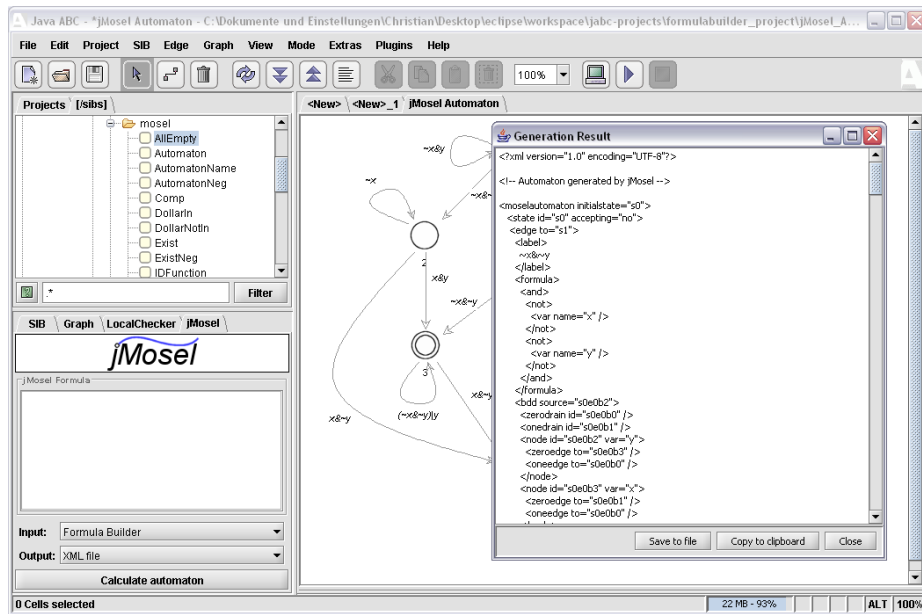 Java ABC - *jMosel Automaton - C:\Dokumente und Einstellungen\Christian\Desktop\eclipse\workspace\jabc-projects\formulabuilder_project\jMosel_A...
File Edit Project SIB Edge Graph View Mode Extras Plugins Help
100%
Projects [/sibs]
mosel
AllEmpty
Automaton
AutomatonName
AutomatonNeg
Comp
DollarIn
DollarNotIn
Exist
ExistNeg
IDFunction
.* Filter
SIB Graph LocalChecker jMosel
jMosel
jMosel Formula
Input: Formula Builder
Output: XML file
Calculate automaton
<New> <New>_1 jMosel Automaton
~x&y
~x
2
x&y
~x&~y
3
x&~y
(~x&~y)|y
x&~y
Generation Result
<?xml version="1.0" encoding="UTF-8"?>
<!-- Automaton generated by jMosel -->
<moselautomaton initialstate="s0">
<state id="s0" accepting="no">
<edge to="s1">
<label>
~x&~y
</label>
<formula>
<and>
<not>
<var name="x" />
</not>
<not>
<var name="y" />
</not>
</and>
</formula>
<bdd source="s0e0b2">
<zerodrain id="s0e0b0" />
<onedrain id="s0e0b1" />
<node id="s0e0b2" var="y">
<zeroedge to="s0e0b3" />
<oneedge to="s0e0b0" />
</node>
<node id="s0e0b3" var="x">
<zeroedge to="s0e0b1" />
<oneedge to="s0e0b0" />
Save to file Copy to clipboard Close
0 Cells selected
22 MB - 93% ALT 100%